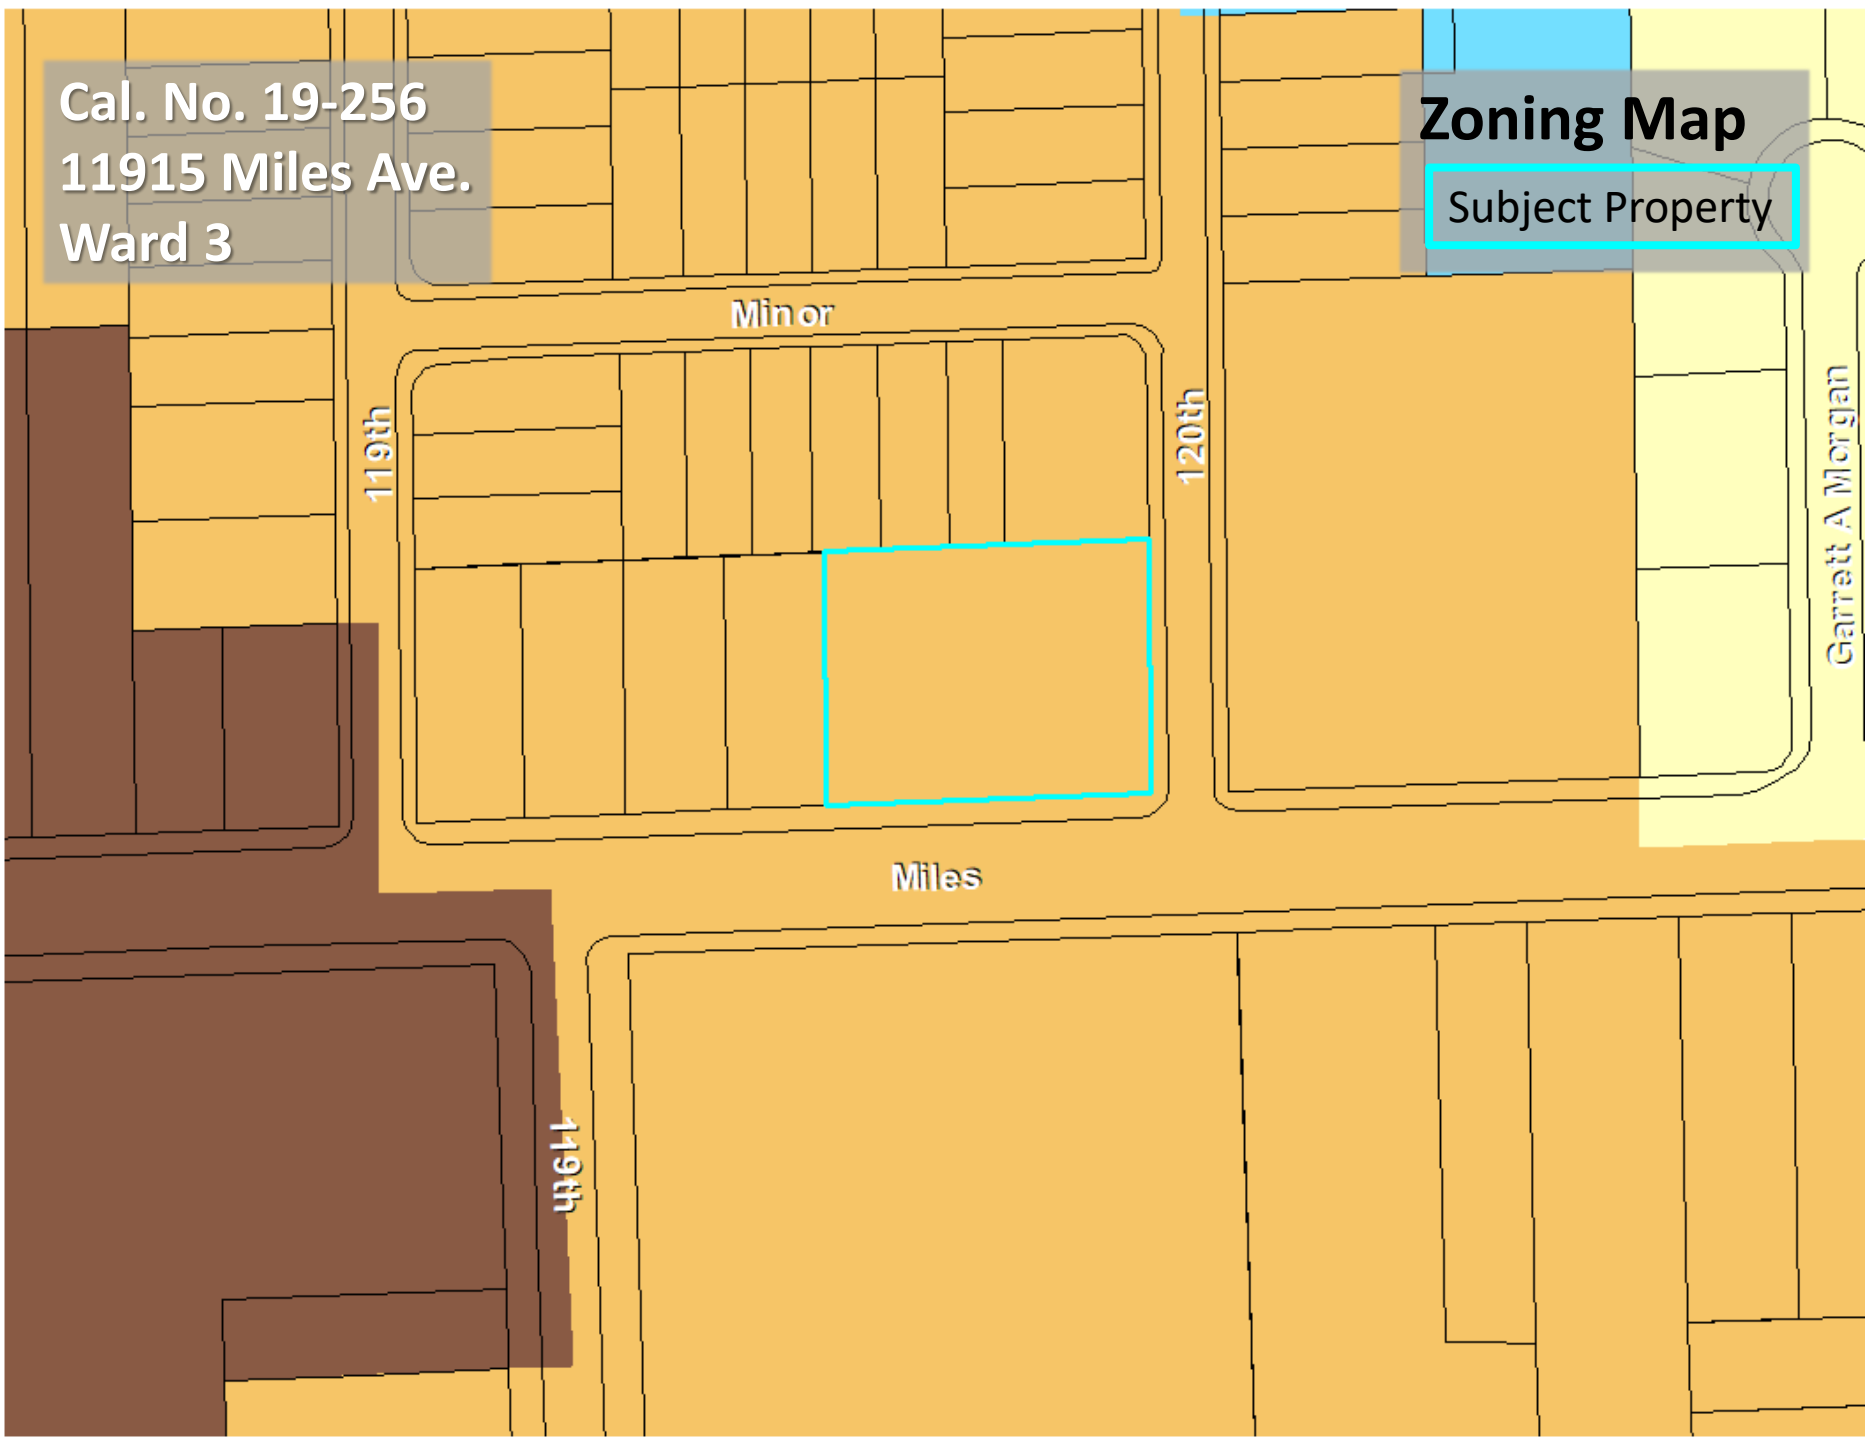 Cal. No. 19-256
11915 Miles Ave.
Ward 3
Zoning Map
Subject Property
Minor
119th
120th
Garrett A Morgan
Miles
119th